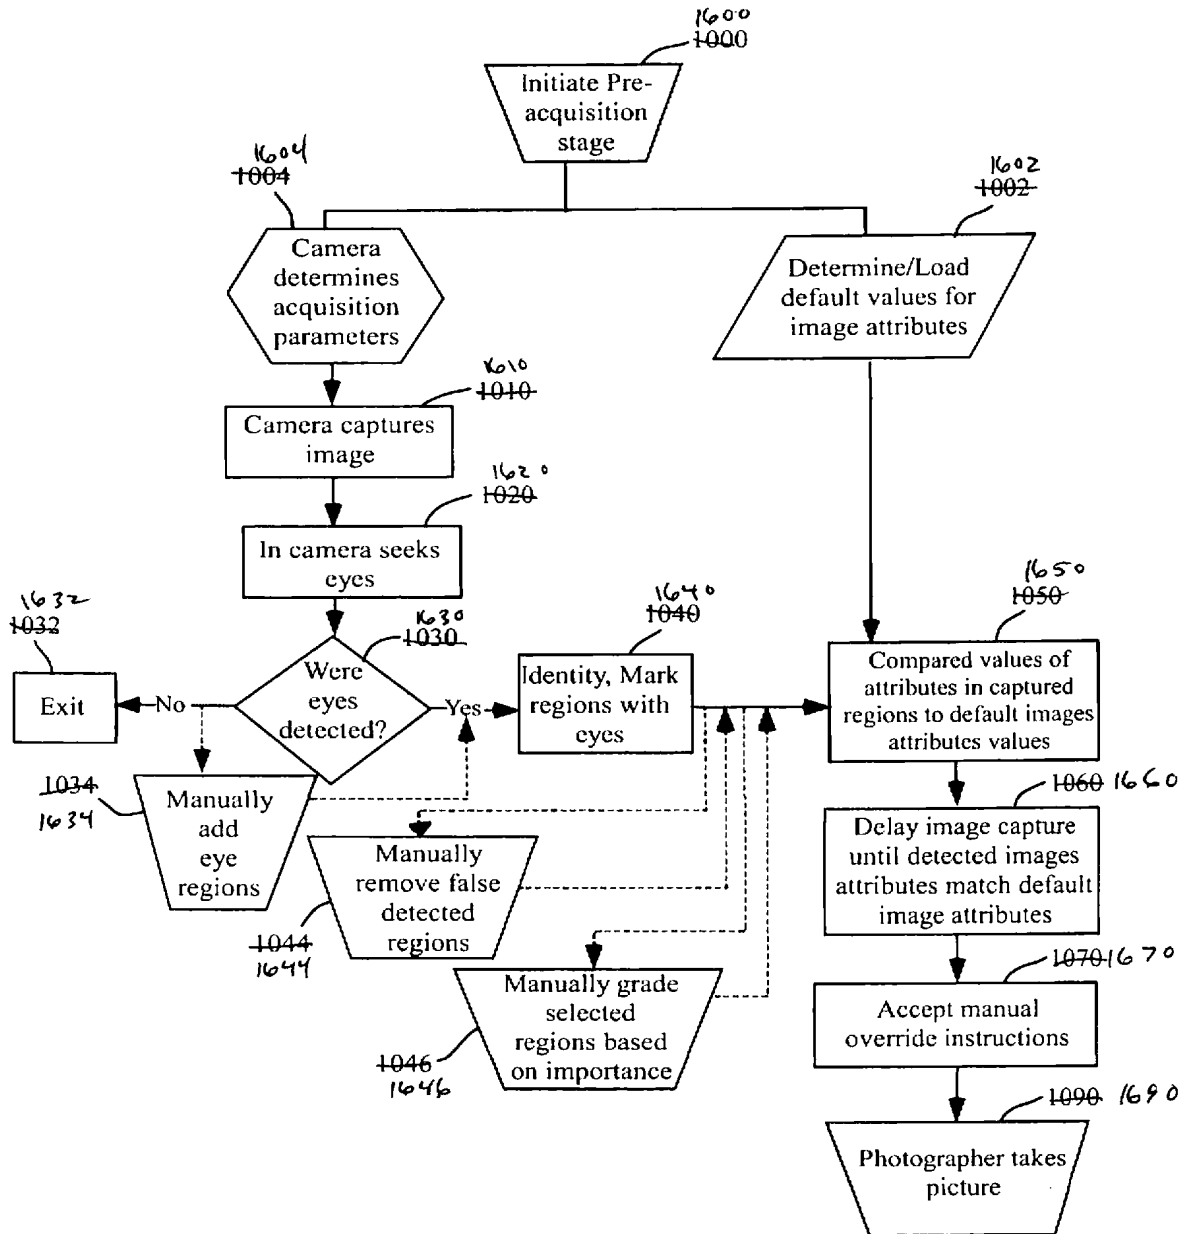 1600
1000
Initiate Pre-
acquisition
stage
1604
1004
Camera
determines
acquisition
parameters
1602
1002
Determine/Load
default values for
image attributes
1610
1010
Camera captures
image
1620
1020
In camera seeks
eyes
1632
1032
Exit
No
1630
1030
Were
eyes
detected?
Yes
1640
1040
Identity, Mark
regions with
eyes
1650
1050
Compared values of
attributes in captured
regions to default images
attributes values
1034
1634
Manually
add
eye
regions
1044
1644
Manually
remove false
detected
regions
1046
1646
Manually grade
selected
regions based
on importance
1060 1660
Delay image capture
until detected images
attributes match default
image attributes
1070 1670
Accept manual
override instructions
1090 1690
Photographer takes
picture